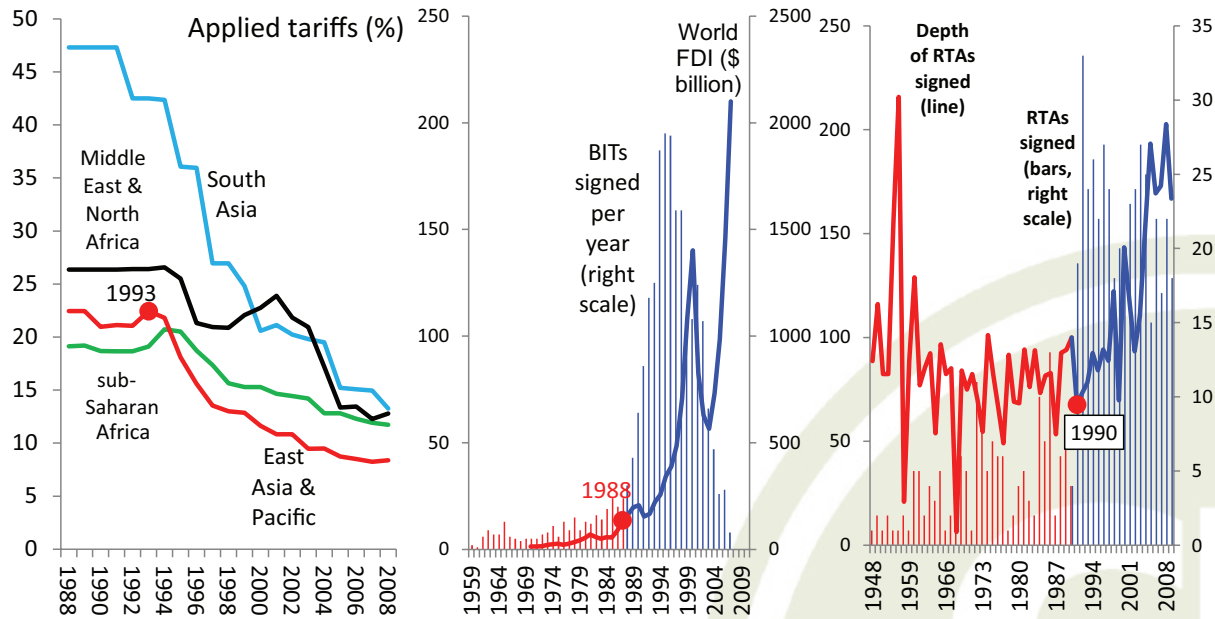 Applied tariffs (%)
50
45
40
35
30
25
20
15
10
5
0
Middle
East &
North
Africa
South
Asia
1993
sub-
Saharan
Africa
East
Asia &
Pacific
1988
1990
1992
1994
1996
1998
2000
2002
2004
2006
2008
250
200
150
100
50
0
World
FDI ($
billion)
BITs
signed
per
year
(right
scale)
1988
2500
2000
1500
1000
500
0
1959
1964
1969
1974
1979
1984
1989
1994
1999
2004
2009
250
200
150
100
50
0
Depth
of RTAs
signed
(line)
RTAs
signed
(bars,
right
scale)
1990
35
30
25
20
15
10
5
0
1948
1959
1966
1973
1980
1987
1994
2001
2008